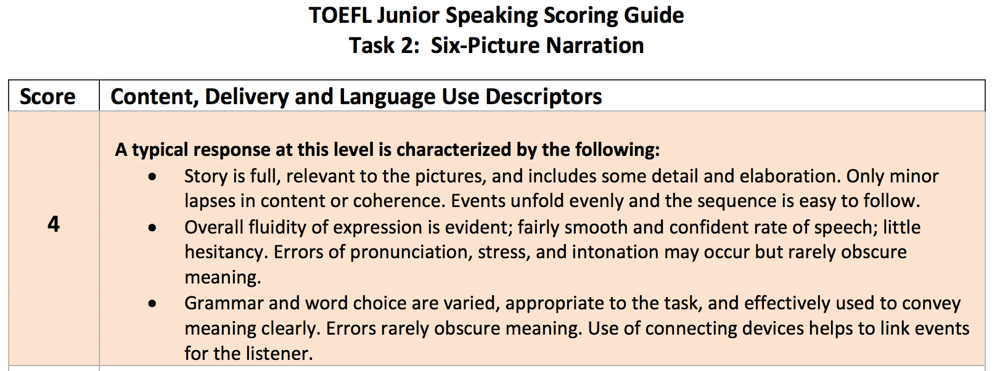 TOEFL Junior Speaking Scoring Guide
Task 2: Six-Picture Narration
Score
Content, Delivery and Language Use Descriptors
4
A typical response at this level is characterized by the following:
• Story is full, relevant to the pictures, and includes some detail and elaboration. Only minor
lapses in content or coherence. Events unfold evenly and the sequence is easy to follow.
• Overall fluidity of expression is evident; fairly smooth and confident rate of speech; little
hesitancy. Errors of pronunciation, stress, and intonation may occur but rarely obscure
meaning.
• Grammar and word choice are varied, appropriate to the task, and effectively used to convey
meaning clearly. Errors rarely obscure meaning. Use of connecting devices helps to link events
for the listener.